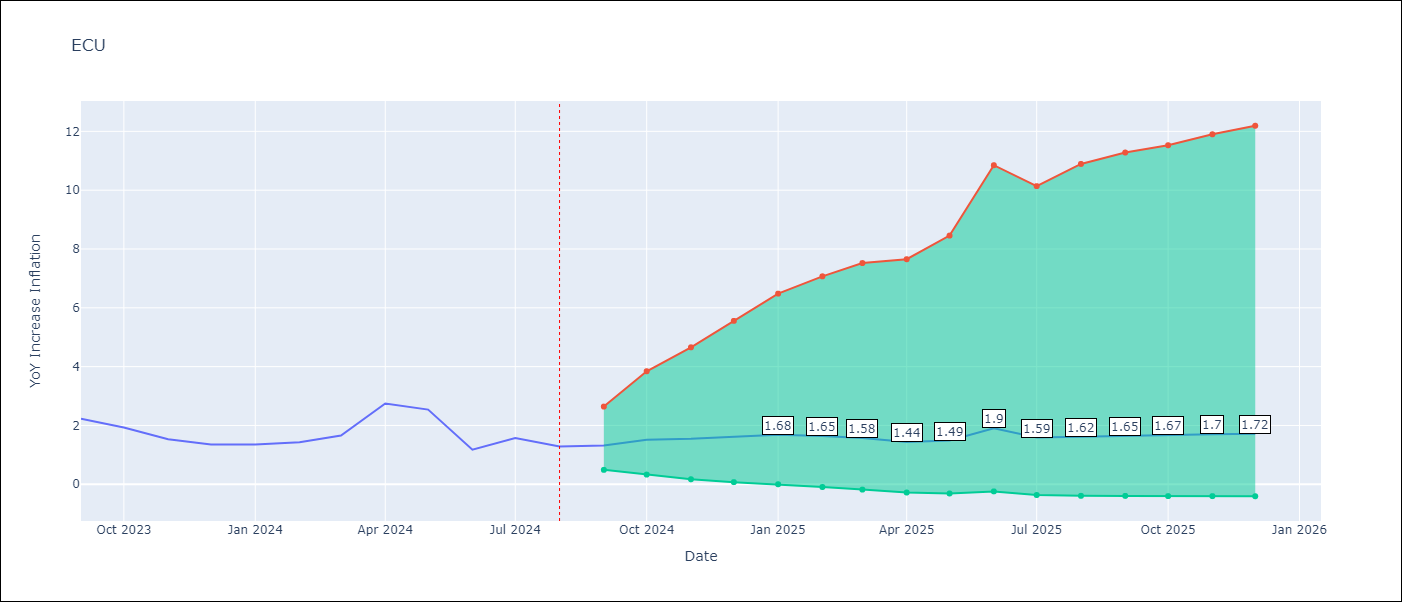 ECU
YoY Increase Inflation
12
10
8
6
4
2
0
1.68
1.65
1.58
1.44
1.49
1.9
1.59
1.62
1.65
1.67
1.7
1.72
Oct 2023
Jan 2024
Apr 2024
Jul 2024
Oct 2024
Jan 2025
Apr 2025
Jul 2025
Oct 2025
Jan 2026
Date